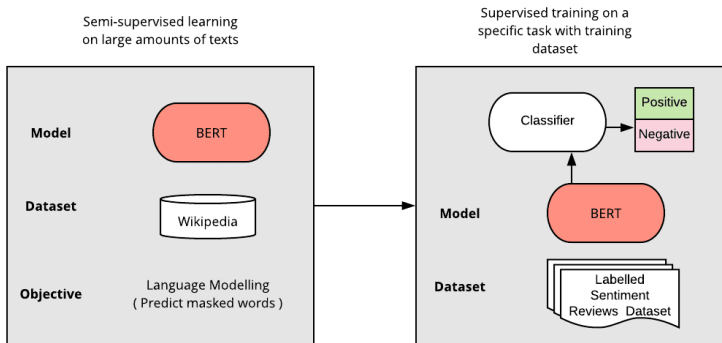 Semi-supervised learning
on large amounts of texts
Model
BERT
Dataset
Wikipedia
Objective
Language Modelling
( Predict masked words )
Supervised training on a
specific task with training
dataset
Classifier
Positive
Negative
Model
BERT
Dataset
Labelled
Sentiment
Reviews Dataset